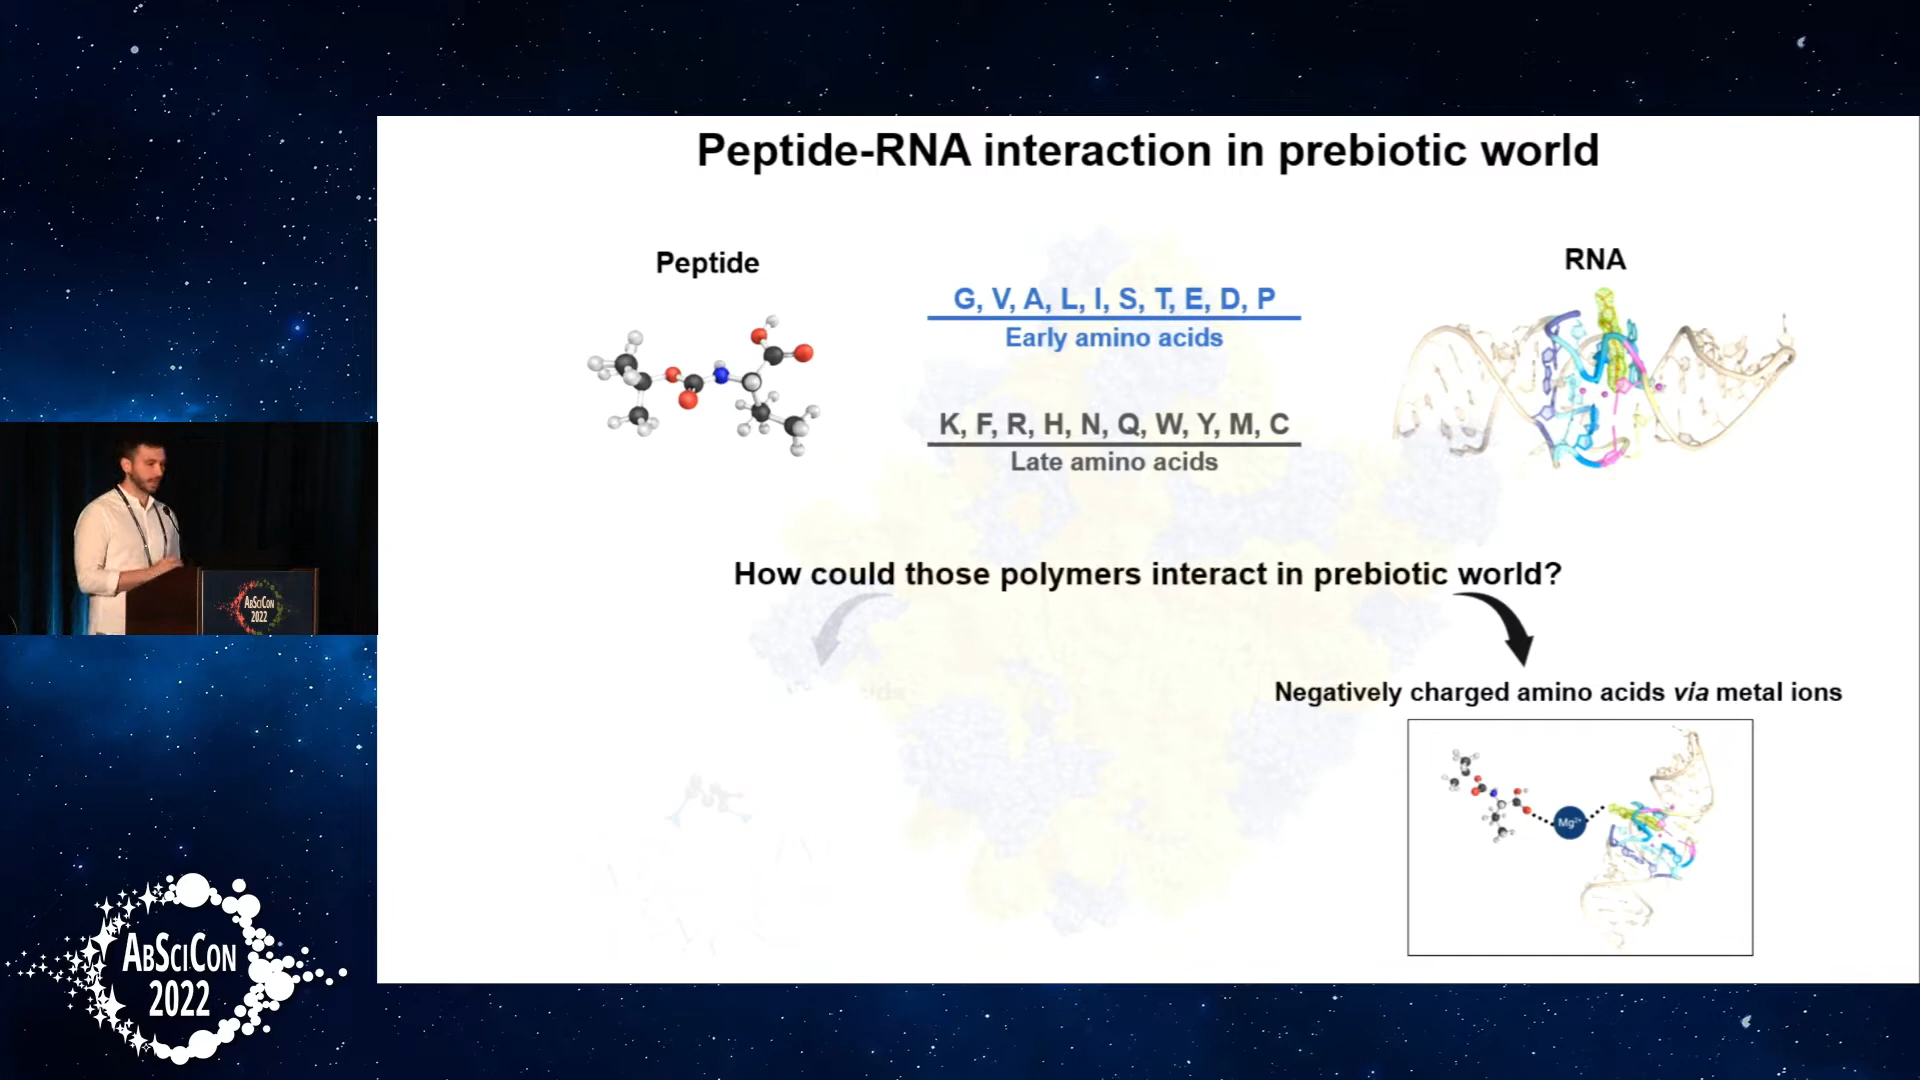 Peptide-RNA interaction in prebiotic world
Peptide
G, V, A, L, I, S, T, E, D, P
Early amino acids
K, F, R, H, N, Q, W, Y, M, C
Late amino acids
RNA
How could those polymers interact in prebiotic world?
Negatively charged amino acids via metal ions
Mg²⁺
ABSCICON
2022
ABSCICON
2022